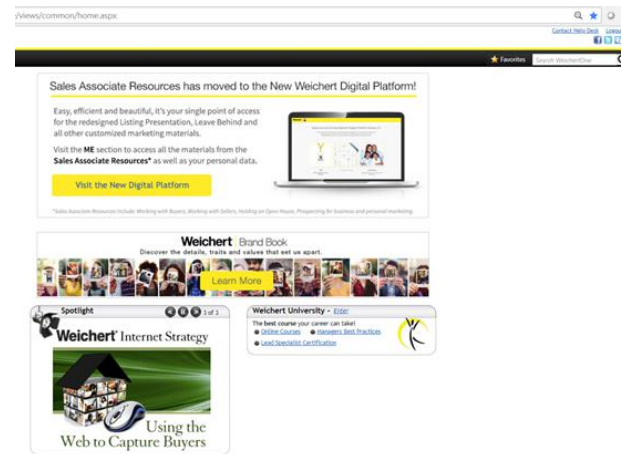 /views/common/home.aspx
Contact Help Desk Logout
Favorites Search WeichertOne
Sales Associate Resources has moved to the New Weichert Digital Platform!
Easy, efficient and beautiful, it's your single point of access
for the redesigned Listing Presentation, Leave Behind and
all other customized marketing materials.
Visit the ME section to access all the materials from the
Sales Associate Resources* as well as your personal data.
Visit the New Digital Platform
*Sales Associate Resources include: Working with Buyers, Working with Sellers, Holding an Open House, Prospecting for business and personal marketing.
Weichert Brand Book
Discover the details, traits and values that set us apart.
Learn More
Spotlight 3 of 3
Weichert® Internet Strategy
Using the
Web to Capture Buyers
Weichert University - Enter
The best course your career can take!
Online Courses Managers Best Practices
Lead Specialist Certification